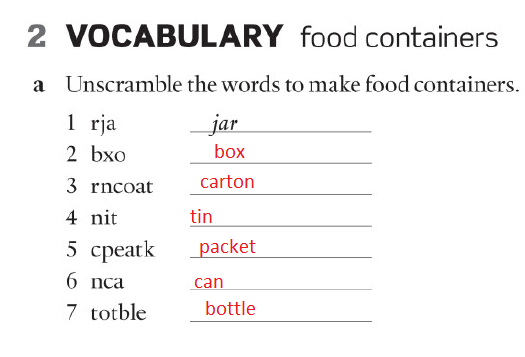 2 VOCABULARY food containers
a Unscramble the words to make food containers.
1 rja jar
2 bxo box
3 rncoat carton
4 nit tin
5 cpeatk packet
6 nca can
7 totble bottle